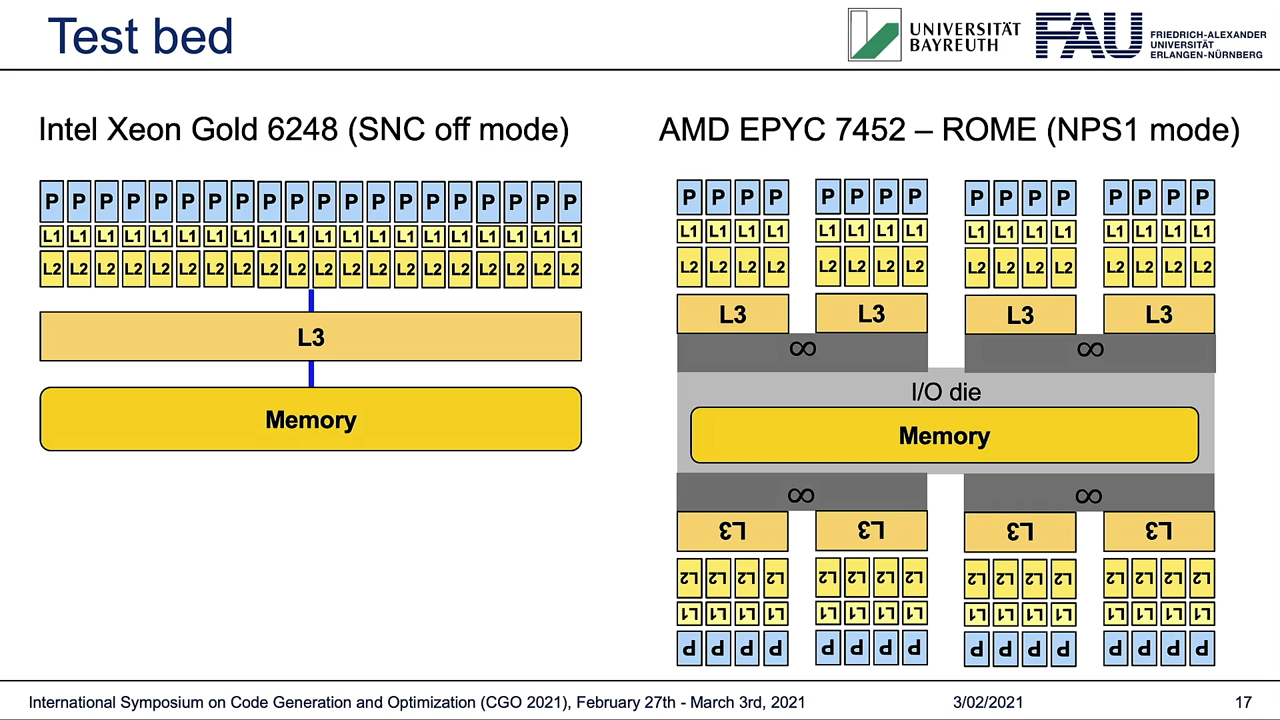 Test bed
UNIVERSITÄT
BAYREUTH
FAU
FRIEDRICH-ALEXANDER
UNIVERSITÄT
ERLANGEN-NÜRNBERG
Intel Xeon Gold 6248 (SNC off mode)
P P P P P P P P P P P P P P P P P P P P
L1 L1 L1 L1 L1 L1 L1 L1 L1 L1 L1 L1 L1 L1 L1 L1 L1 L1 L1 L1
L2 L2 L2 L2 L2 L2 L2 L2 L2 L2 L2 L2 L2 L2 L2 L2 L2 L2 L2 L2
L3
Memory
AMD EPYC 7452 – ROME (NPS1 mode)
P P P P P P P P P P P P P P P P
L1 L1 L1 L1 L1 L1 L1 L1 L1 L1 L1 L1 L1 L1 L1 L1
L2 L2 L2 L2 L2 L2 L2 L2 L2 L2 L2 L2 L2 L2 L2 L2
L3 L3 L3 L3
∞ ∞
I/O die
Memory
∞ ∞
L3 L3 L3 L3
L2 L2 L2 L2 L2 L2 L2 L2 L2 L2 L2 L2 L2 L2 L2 L2
L1 L1 L1 L1 L1 L1 L1 L1 L1 L1 L1 L1 L1 L1 L1 L1
P P P P P P P P P P P P P P P P
International Symposium on Code Generation and Optimization (CGO 2021), February 27th - March 3rd, 2021
3/02/2021
17